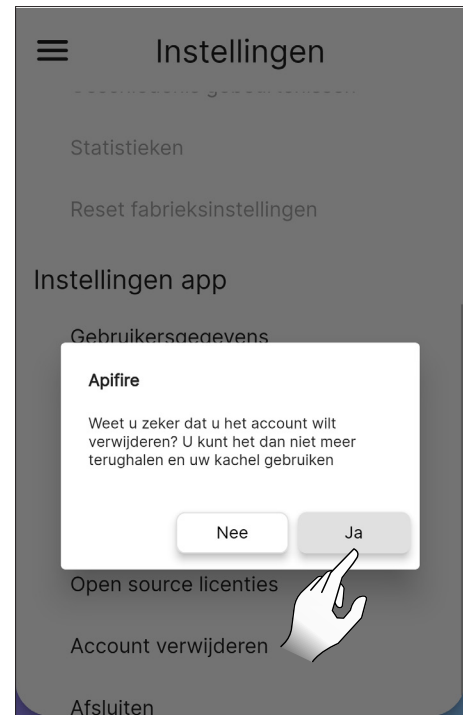 Instellingen
Statistieken
Reset fabrieksinstellingen
Instellingen app
Gebruikersgegevens
Apifire
Weet u zeker dat u het account wilt
verwijderen? U kunt het dan niet meer
terughalen en uw kachel gebruiken
Nee
Ja
Open source licenties
Account verwijderen
Afsluiten